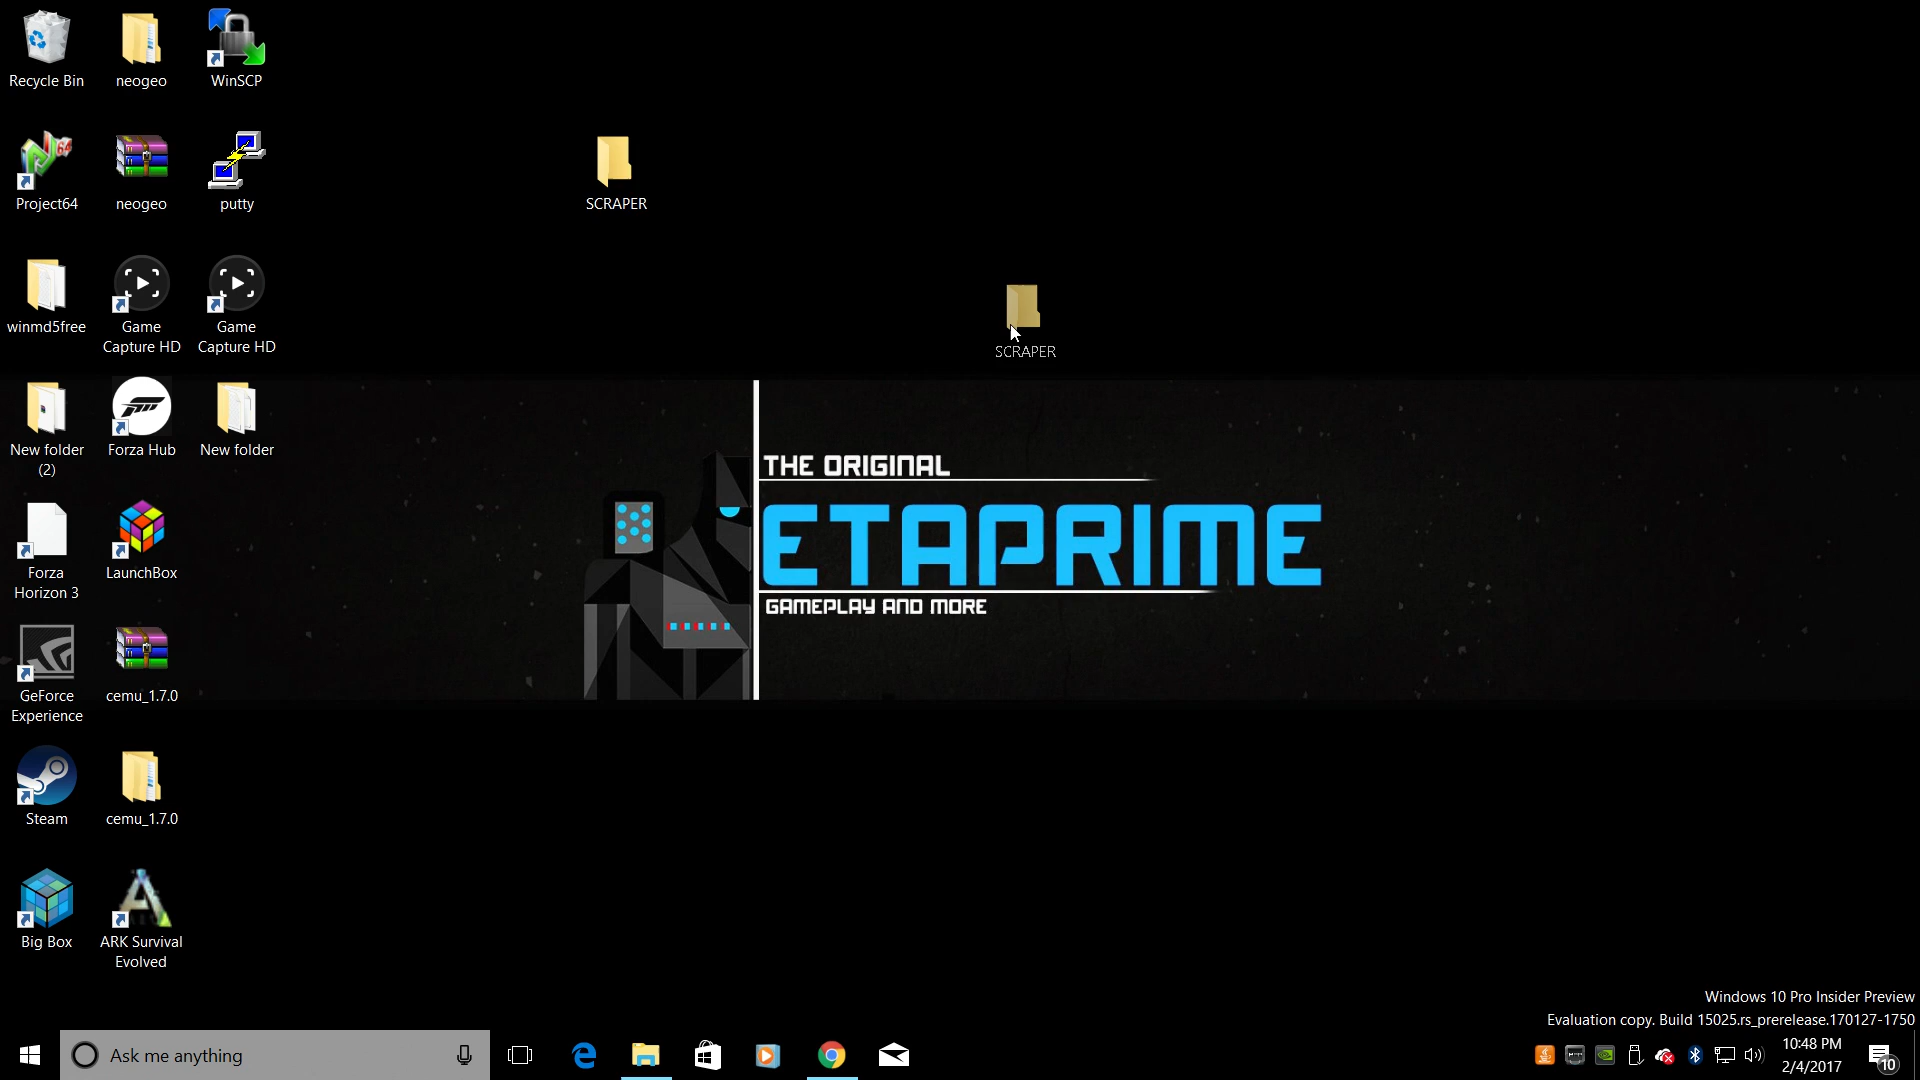 Recycle Bin
neogeo
WinSCP
Project64
neogeo
putty
SCRAPER
winmd5free
Game
Capture HD
Game
Capture HD
SCRAPER
New folder
(2)
Forza Hub
New folder
THE ORIGINAL
ETAPRIME
GAMEPLAY AND MORE
Forza
Horizon 3
LaunchBox
GeForce
Experience
cemu_1.7.0
Steam
cemu_1.7.0
Big Box
ARK Survival
Evolved
Windows 10 Pro Insider Preview
Evaluation copy. Build 15025.rs_prerelease.170127-1750
Ask me anything
10:48 PM
2/4/2017
10